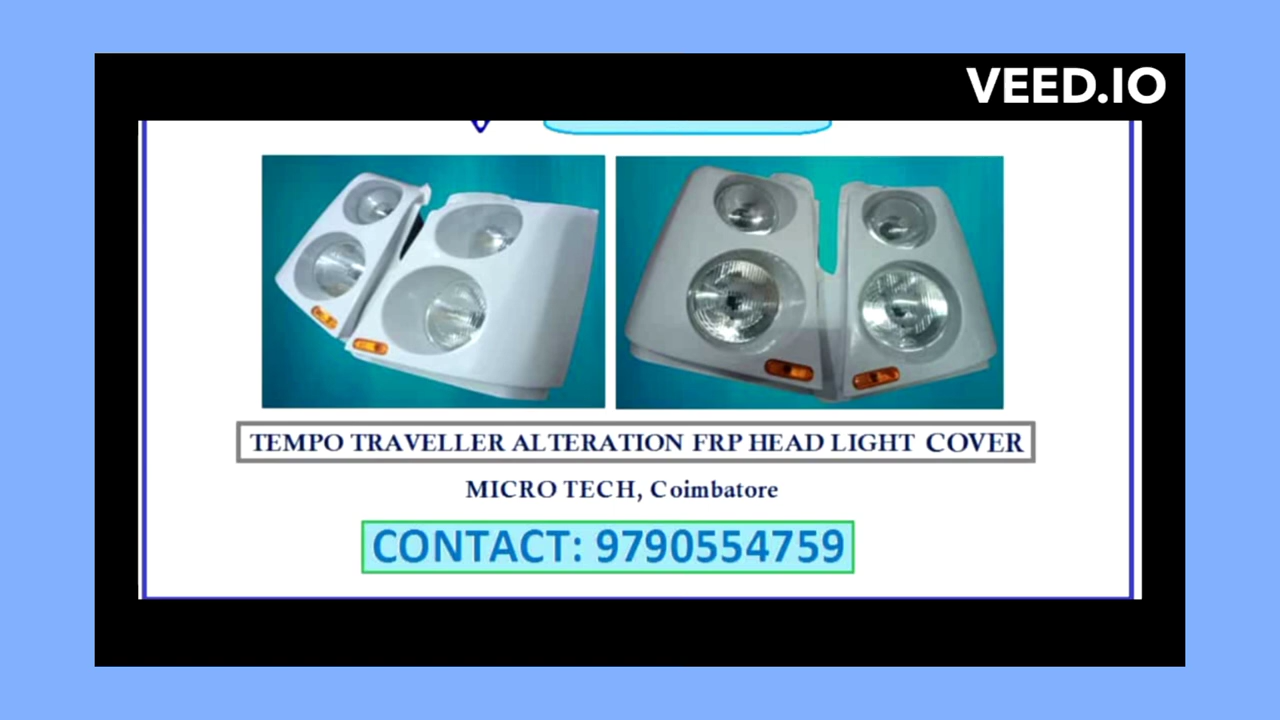 VEED.IO
TEMPO TRAVELLER ALTERATION FRP HEAD LIGHT COVER
MICRO TECH, Coimbatore
CONTACT: 9790554759